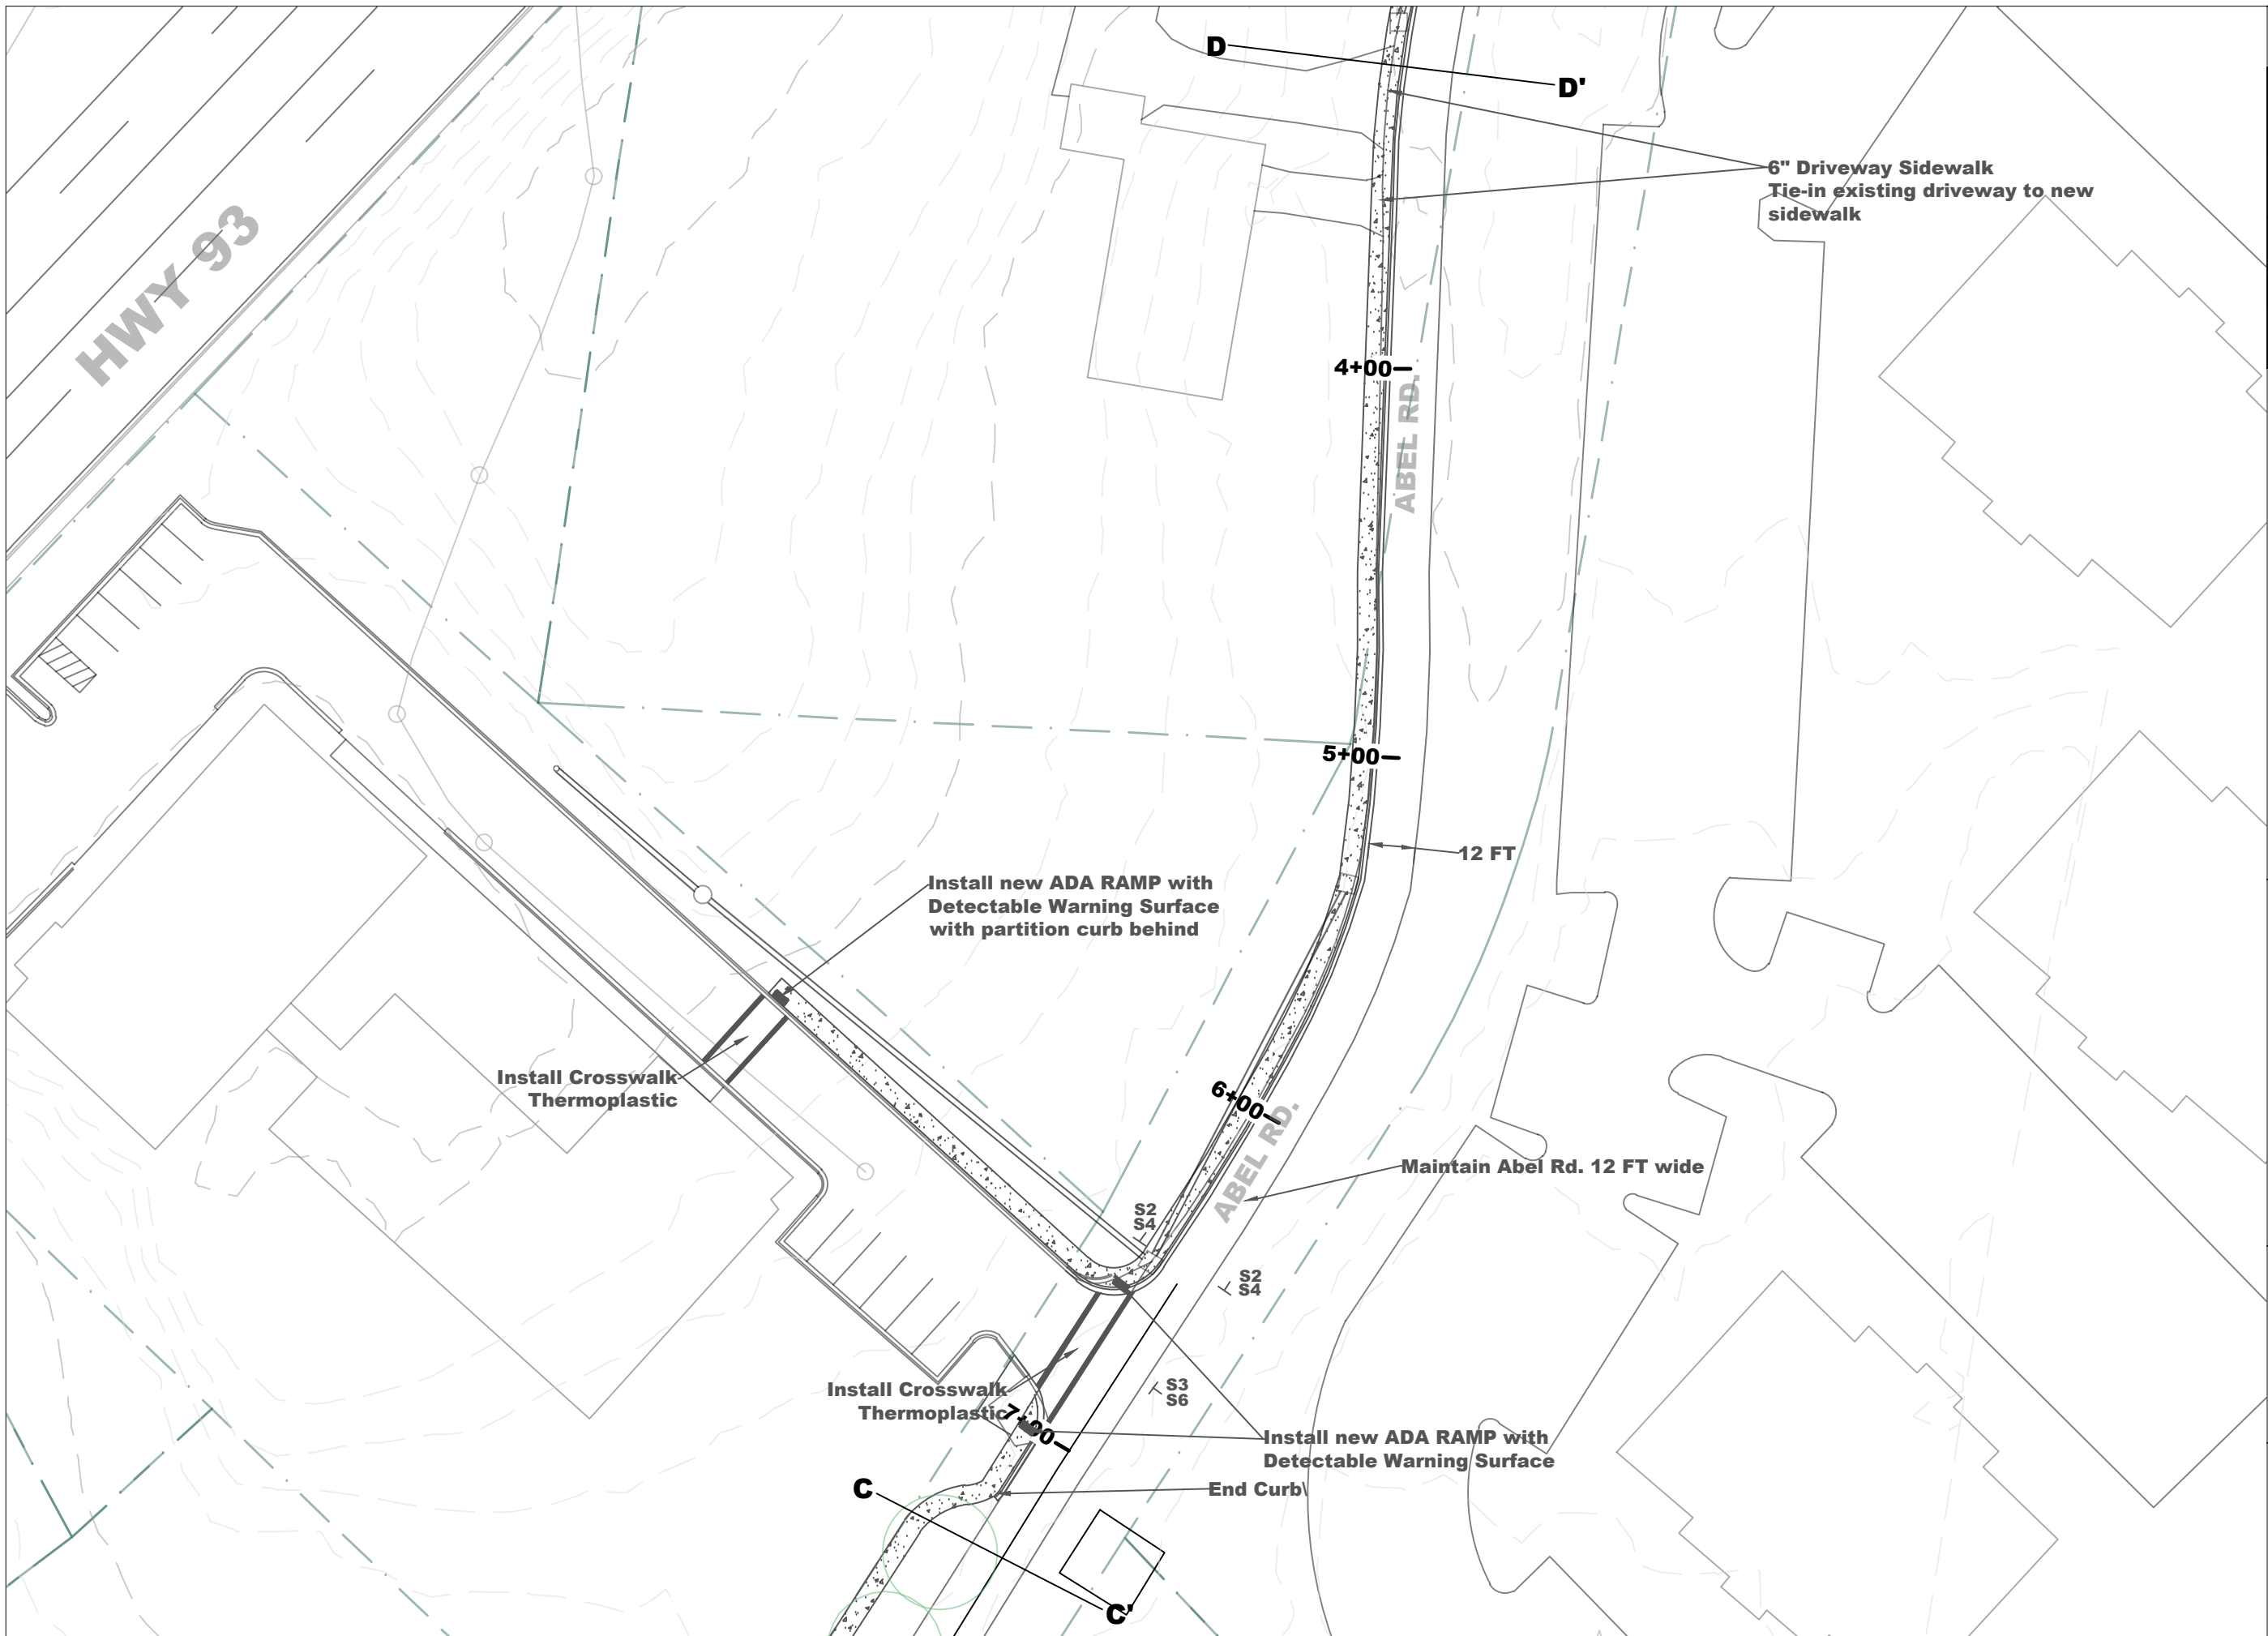 D
D'
6" Driveway Sidewalk
Tie-in existing driveway to new
sidewalk
HWY 93
4+00
ABEL RD.
5+00
12 FT
Install new ADA RAMP with
Detectable Warning Surface
with partition curb behind
Install Crosswalk
Thermoplastic
6+00
ABEL RD.
Maintain Abel Rd. 12 FT wide
S2
S4
S2
S4
S3
S6
Install Crosswalk
Thermoplastic
7+00
Install new ADA RAMP with
Detectable Warning Surface
End Curb\
C
C'